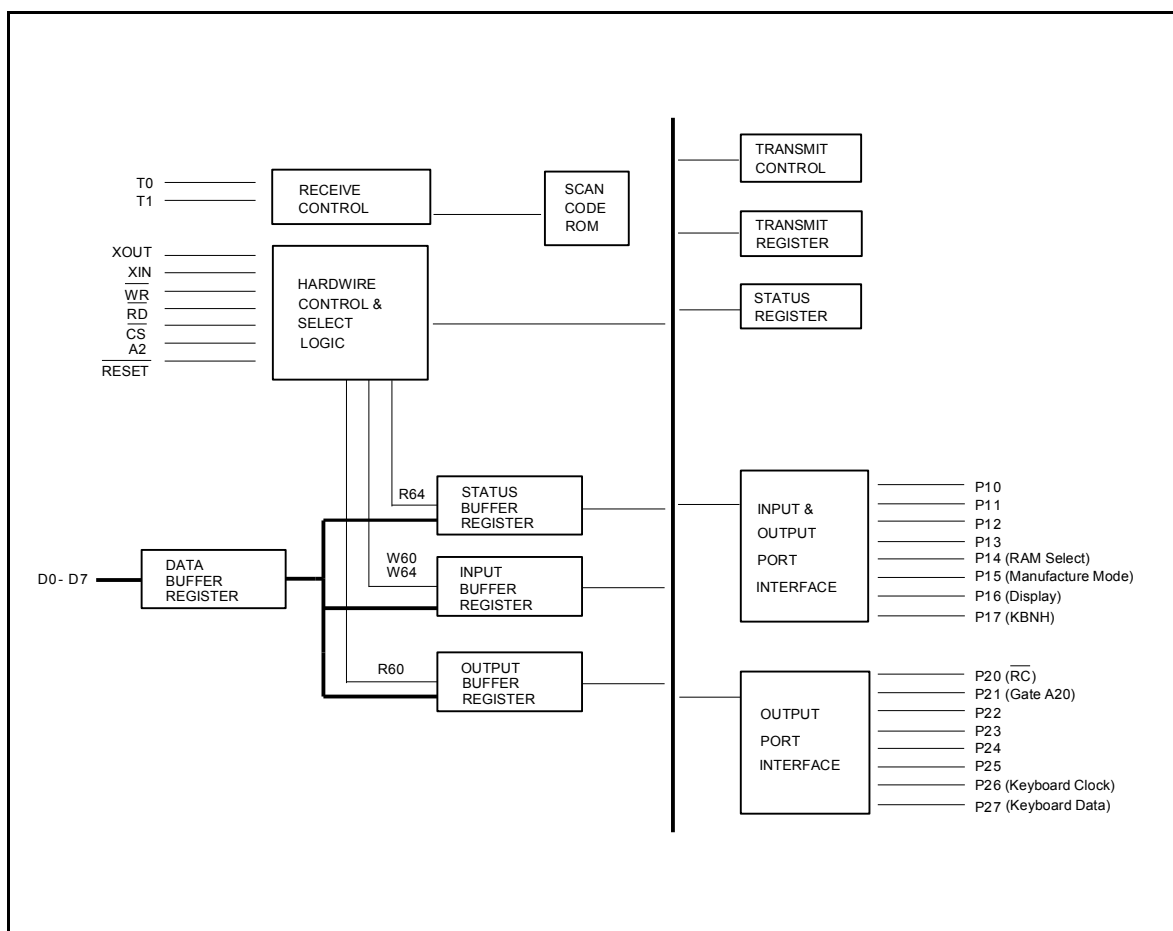 T0
T1
RECEIVE
CONTROL
SCAN
CODE
ROM
TRANSMIT
CONTROL
TRANSMIT
REGISTER
STATUS
REGISTER
XOUT
XIN
WR
RD
CS
A2
RESET
HARDWIRE
CONTROL &
SELECT
LOGIC
R64
STATUS
BUFFER
REGISTER
W60
W64
INPUT
BUFFER
REGISTER
R60
OUTPUT
BUFFER
REGISTER
D0- D7
DATA
BUFFER
REGISTER
INPUT &
OUTPUT
PORT
INTERFACE
P10
P11
P12
P13
P14 (RAM Select)
P15 (Manufacture Mode)
P16 (Display)
P17 (KBNH)
OUTPUT
PORT
INTERFACE
P20 (RC)
P21 (Gate A20)
P22
P23
P24
P25
P26 (Keyboard Clock)
P27 (Keyboard Data)